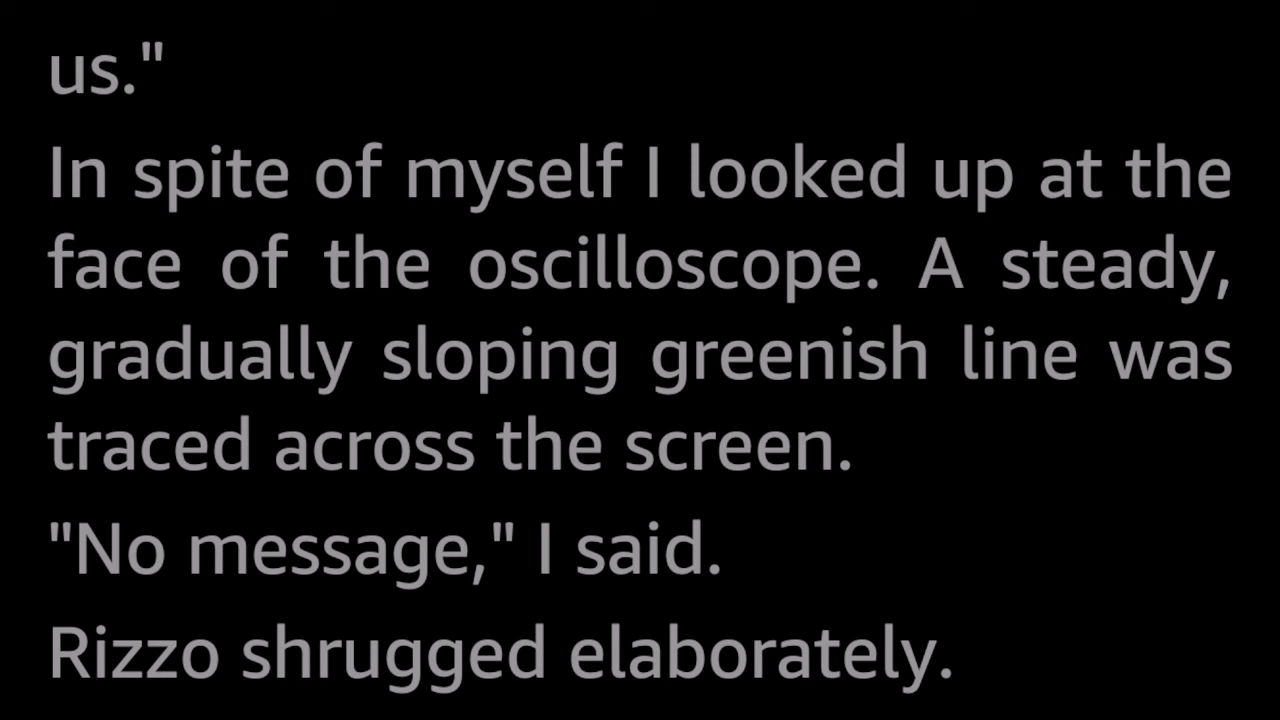 us."
In spite of myself I looked up at the
face of the oscilloscope. A steady,
gradually sloping greenish line was
traced across the screen.
"No message," I said.
Rizzo shrugged elaborately.